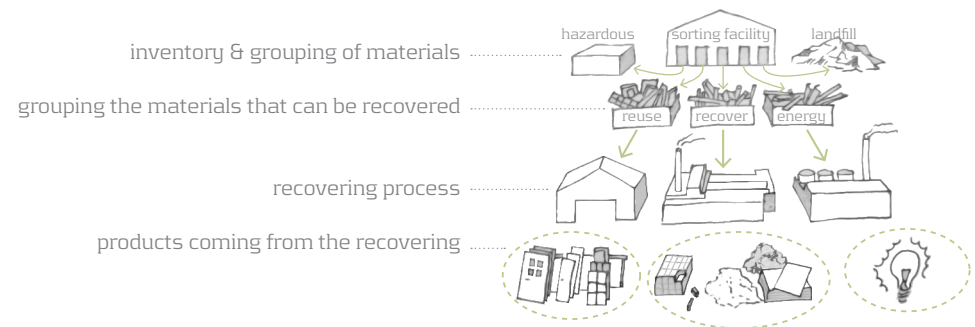 hazardous
sorting facility
landfill
inventory & grouping of materials
grouping the materials that can be recovered
reuse
recover
energy
recovering process
products coming from the recovering